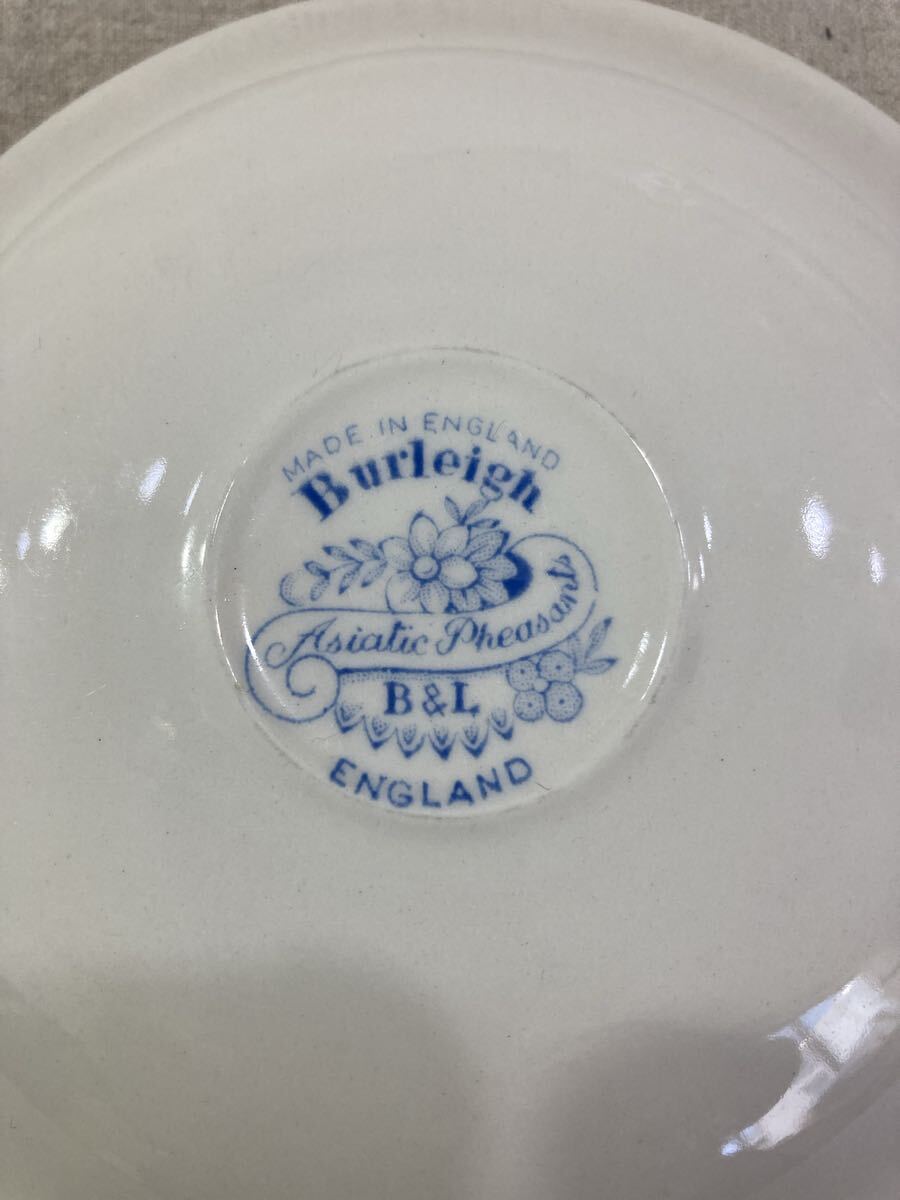 MADE IN ENGLAND
Burleigh
Asiatic Pheasants
B&L
ENGLAND